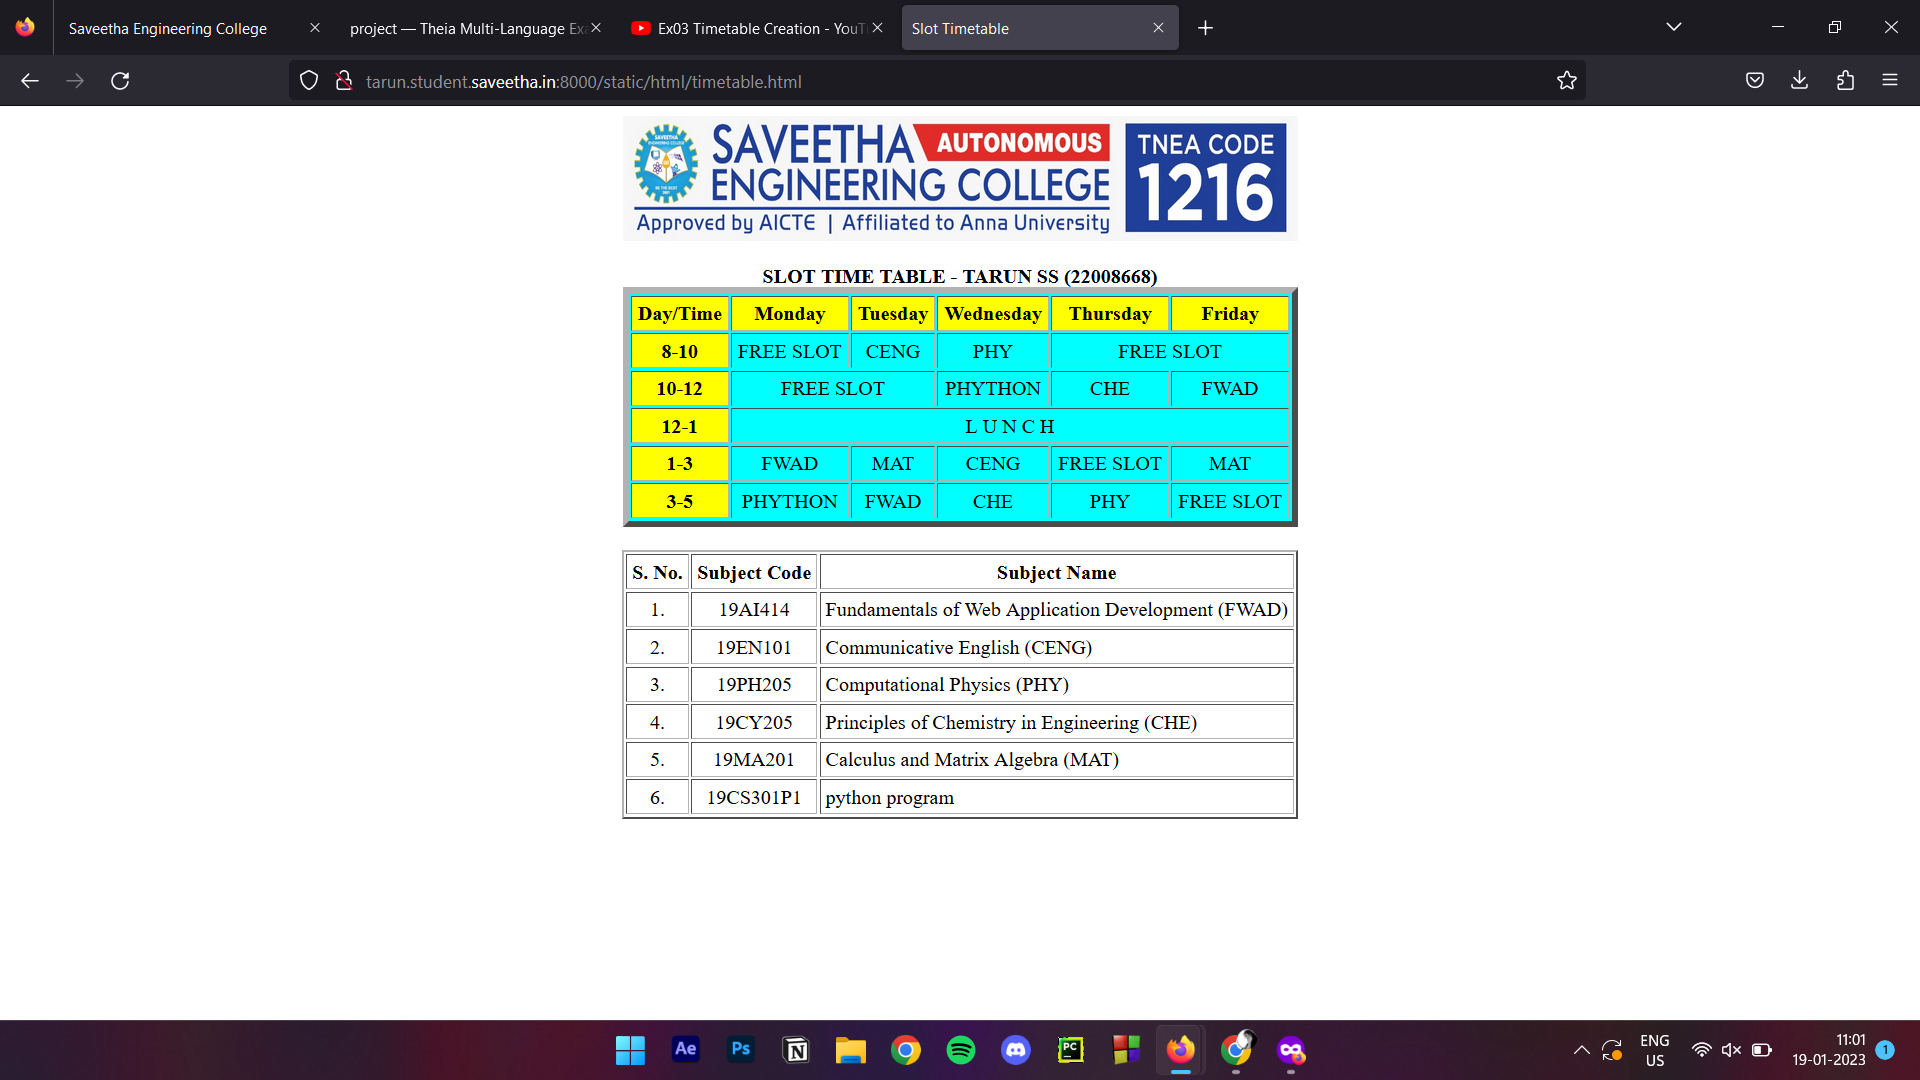 Saveetha Engineering College
project — Theia Multi-Language Ex
Ex03 Timetable Creation - YouT
Slot Timetable
tarun.student.saveetha.in:8000/static/html/timetable.html
SAVEETHA AUTONOMOUS
ENGINEERING COLLEGE
Approved by AICTE | Affiliated to Anna University
TNEA CODE
1216
SLOT TIME TABLE - TARUN SS (22008668)
Day/Time Monday Tuesday Wednesday Thursday Friday
8-10 FREE SLOT CENG PHY FREE SLOT
10-12 FREE SLOT PHYTHON CHE FWAD
12-1 L U N C H
1-3 FWAD MAT CENG FREE SLOT MAT
3-5 PHYTHON FWAD CHE PHY FREE SLOT
S. No. Subject Code Subject Name
1. 19AI414 Fundamentals of Web Application Development (FWAD)
2. 19EN101 Communicative English (CENG)
3. 19PH205 Computational Physics (PHY)
4. 19CY205 Principles of Chemistry in Engineering (CHE)
5. 19MA201 Calculus and Matrix Algebra (MAT)
6. 19CS301P1 python program
Ae Ps N PC
ENG
US
11:01
19-01-2023
1